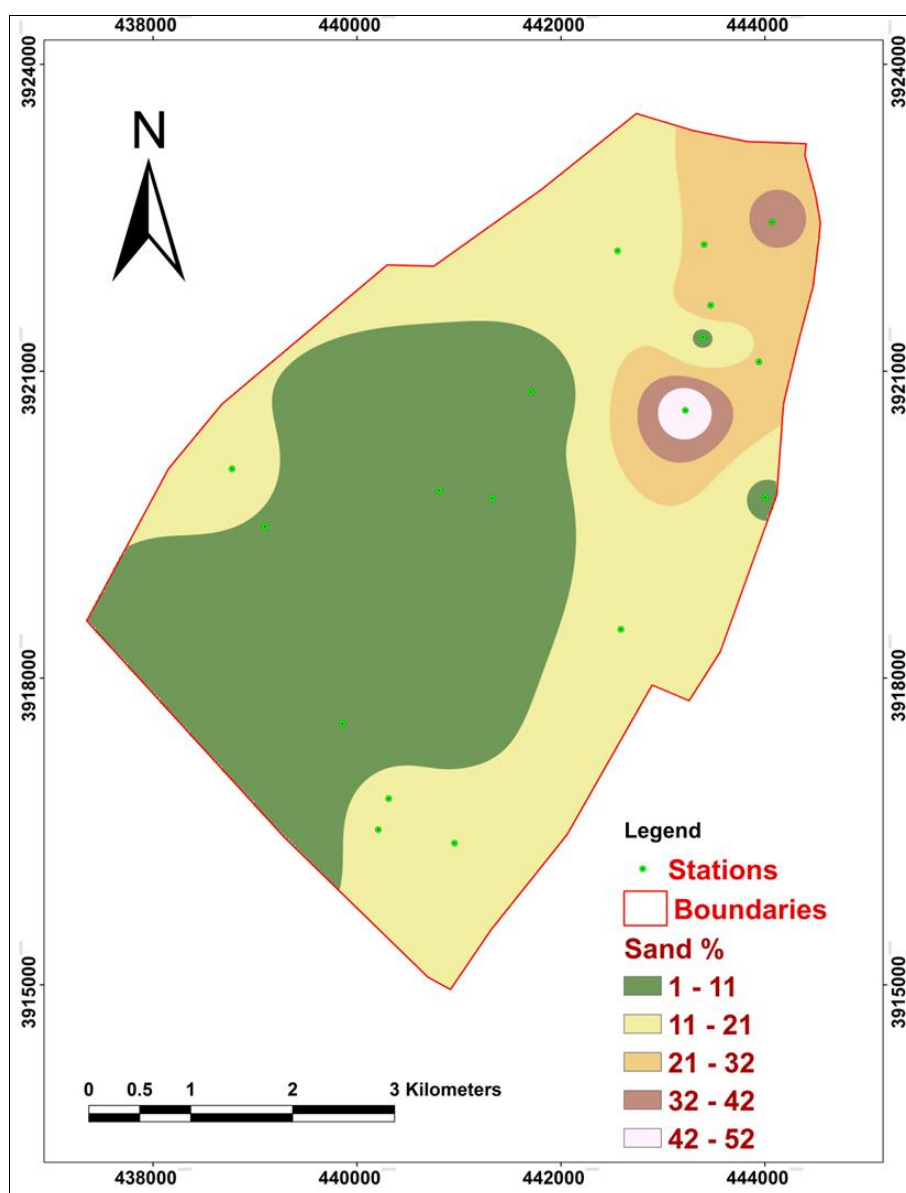 438000 440000 442000 444000
3924000 3924000
N
3921000 3921000
3918000 3918000
Legend
Stations
Boundaries
Sand %
3915000 1 - 11 3915000
11 - 21
21 - 32
0 0.5 1 2 3 Kilometers
32 - 42
42 - 52
438000 440000 442000 444000